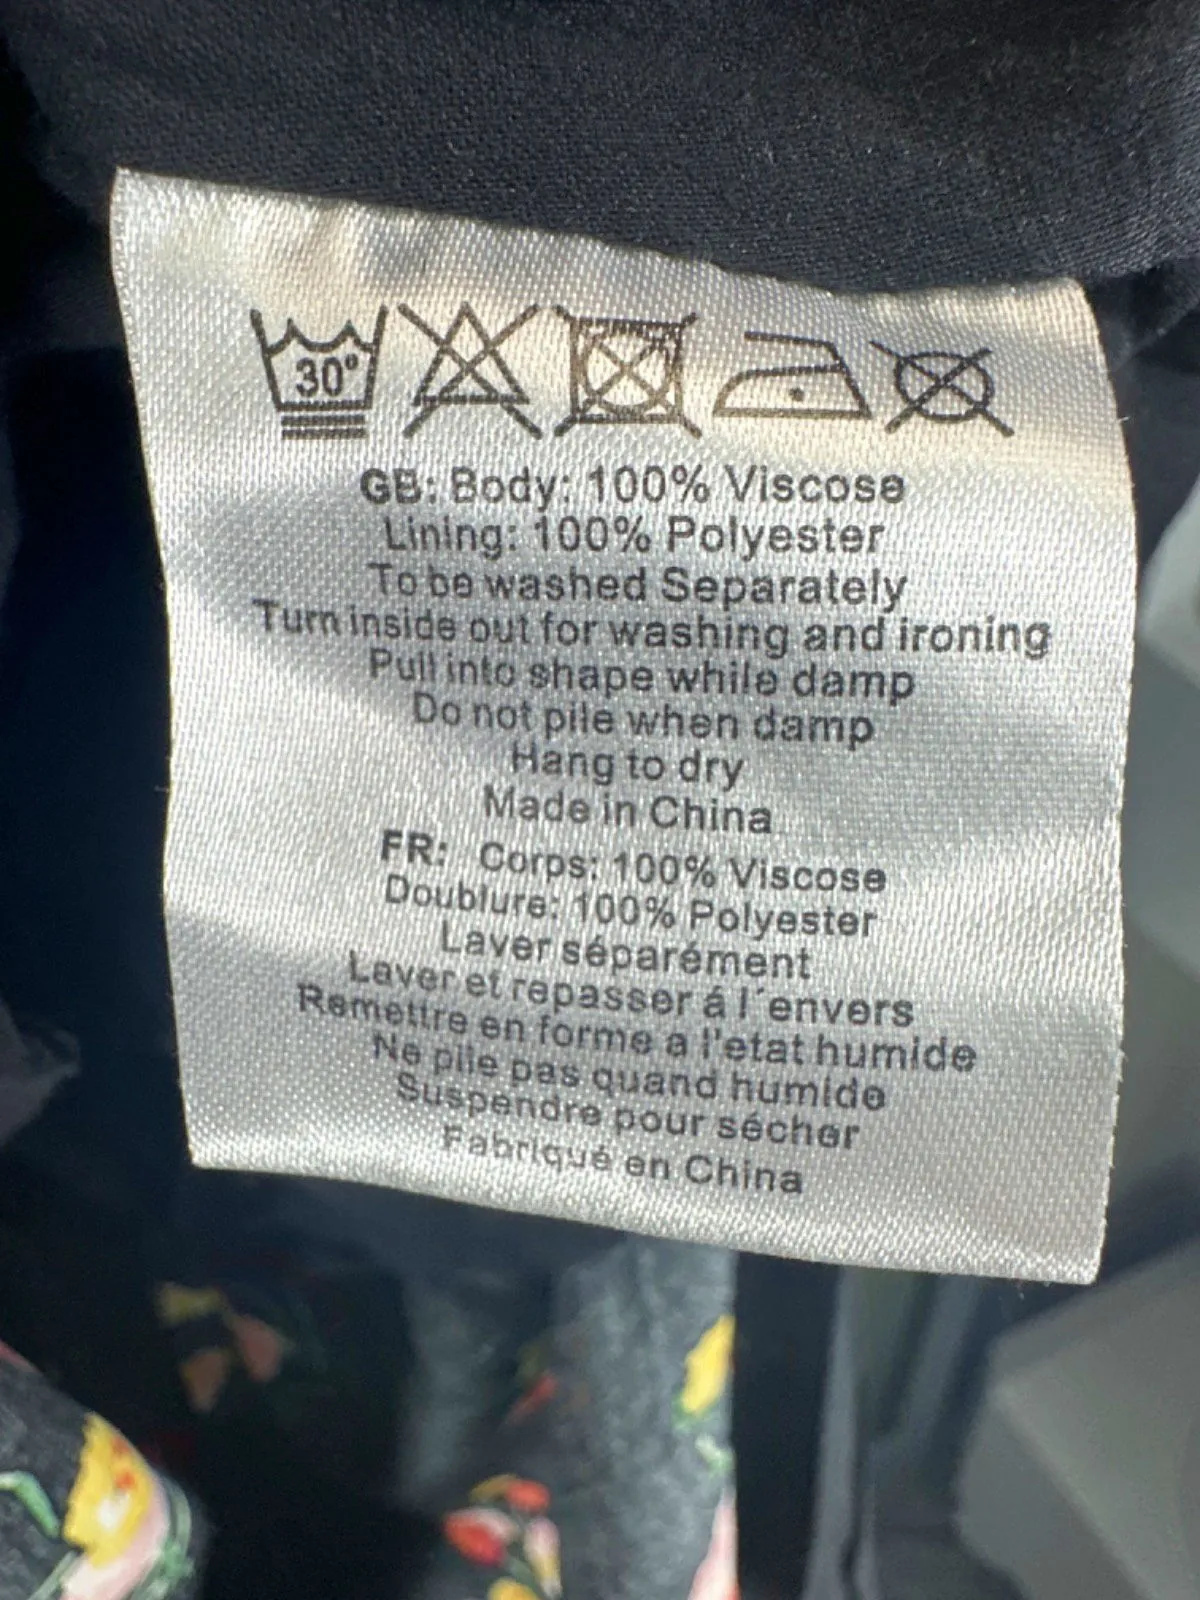 30°
GB: Body: 100% Viscose
Lining: 100% Polyester
To be washed Separately
Turn inside out for washing and ironing
Pull into shape while damp
Do not pile when damp
Hang to dry
Made in China
FR: Corps: 100% Viscose
Doublure: 100% Polyester
Laver séparément
Laver et repasser á l´envers
Remettre en forme a l'etat humide
Ne pile pas quand humide
Suspendre pour sécher
Fabriqué en China